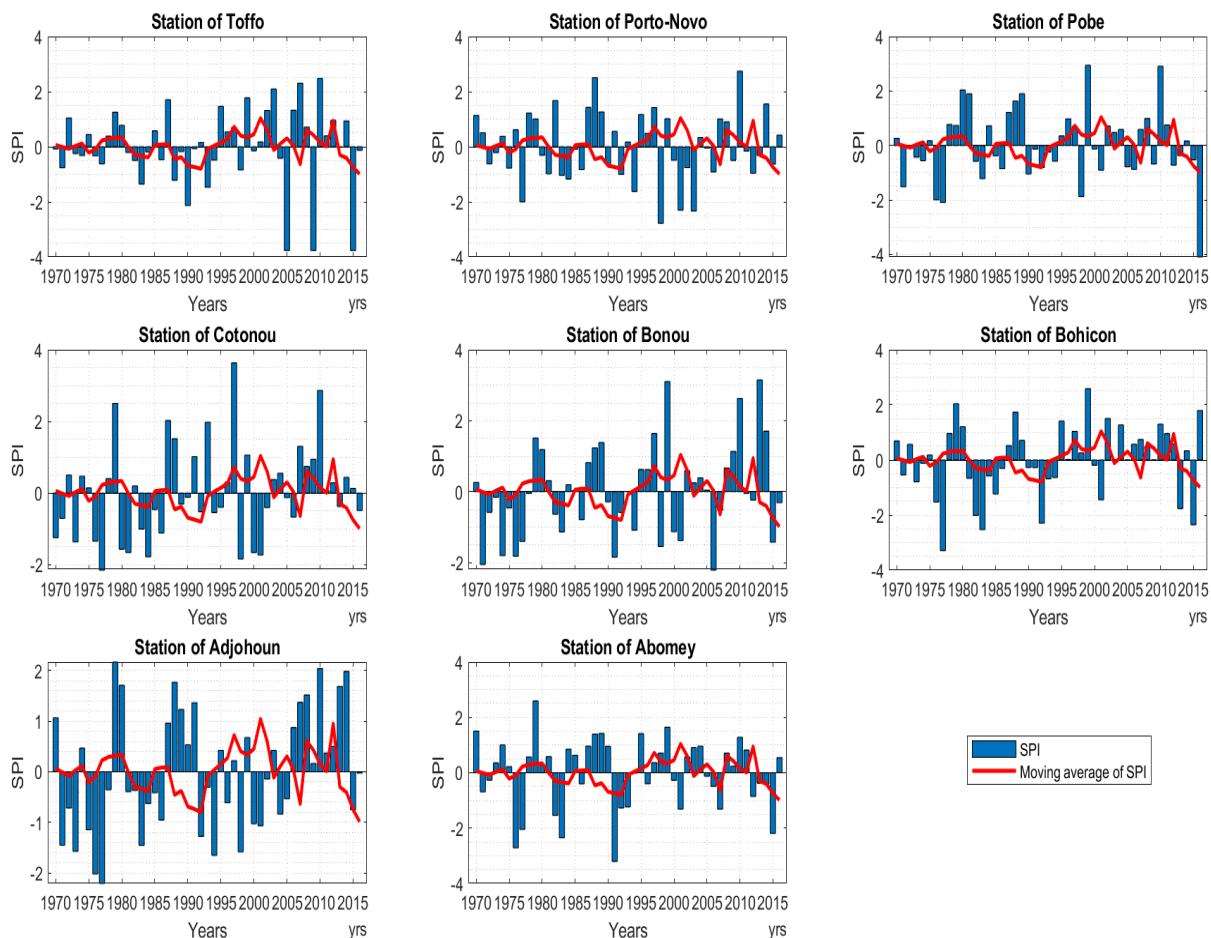 Station of Toffo
4
2
0
-2
-4
SPI
1970 1975 1980 1985 1990 1995 2000 2005 2010 2015
Years
yrs
Station of Porto-Novo
4
2
0
-2
-4
SPI
1970 1975 1980 1985 1990 1995 2000 2005 2010 2015
Years
yrs
Station of Pobe
4
2
0
-2
-4
SPI
1970 1975 1980 1985 1990 1995 2000 2005 2010 2015
Years
yrs
Station of Cotonou
4
2
0
-2
SPI
1970 1975 1980 1985 1990 1995 2000 2005 2010 2015
Years
yrs
Station of Bonou
4
2
0
-2
SPI
1970 1975 1980 1985 1990 1995 2000 2005 2010 2015
Years
yrs
Station of Bohicon
4
2
0
-2
-4
SPI
1970 1975 1980 1985 1990 1995 2000 2005 2010 2015
Years
yrs
Station of Adjohoun
2
1
0
-1
-2
SPI
1970 1975 1980 1985 1990 1995 2000 2005 2010 2015
Years
yrs
Station of Abomey
4
2
0
-2
-4
SPI
1970 1975 1980 1985 1990 1995 2000 2005 2010 2015
Years
yrs
SPI
Moving average of SPI